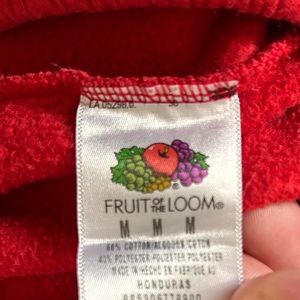 FRUIT OF THE LOOM®
M M M
60% COTTON ALGODON COTON
40% POLYESTER POLIESTER POLYESTER
MADE IN HECHO EN FABRIQUE AU
HONDURAS